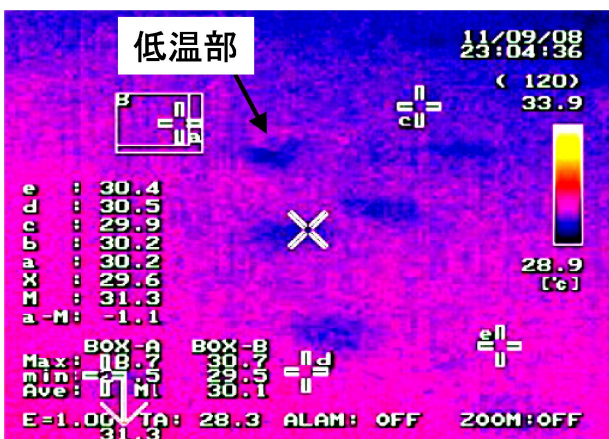 低温部
11/09/08
23:04:36
( 120)
33.9
B
a
c
e : 30.4
d : 30.5
c : 29.9
b : 30.2
a : 30.2
X : 29.6
M : 31.3
a-M: -1.1
28.9
[℃]
e
d
BOX-A BOX-B
Max: .7 30.7
min: .5 29.5
Ave: M 30.1
E=1.00 TA: 28.3 ALAM: OFF ZOOM:OFF
31.3